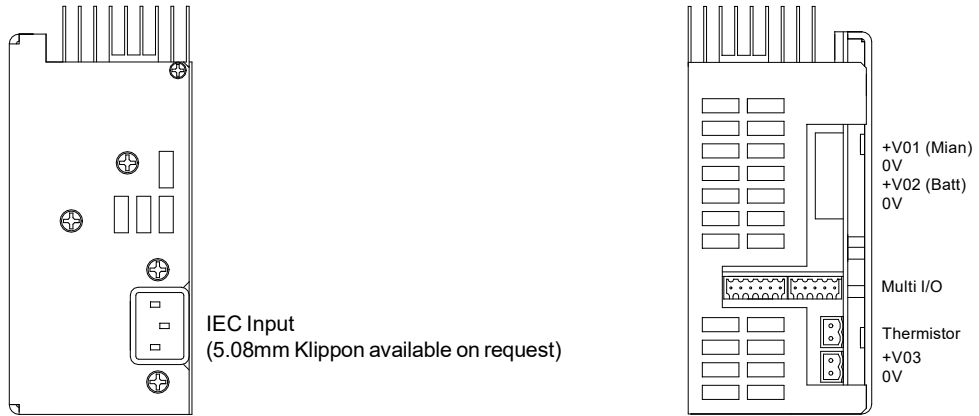 IEC Input
(5.08mm Klippon available on request)
+V01 (Mian)
0V
+V02 (Batt)
0V
Multi I/O
Thermistor
+V03
0V